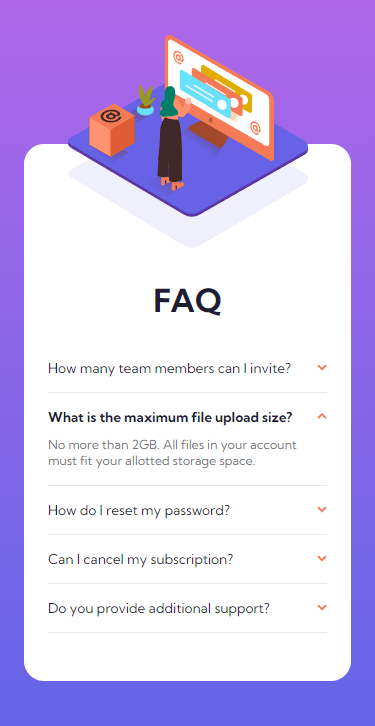 FAQ
How many team members can I invite?
What is the maximum file upload size?
No more than 2GB. All files in your account
must fit your allotted storage space.
How do I reset my password?
Can I cancel my subscription?
Do you provide additional support?